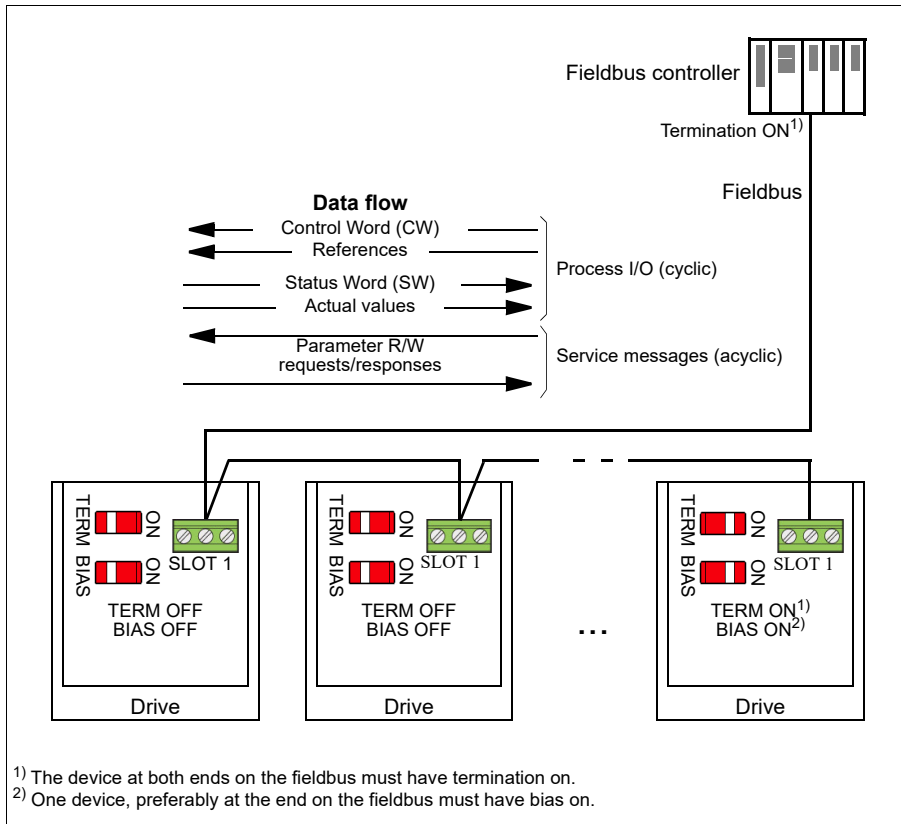 Fieldbus controller
Termination ON1)
Fieldbus
Data flow
Control Word (CW)
References
Status Word (SW)
Actual values
Process I/O (cyclic)
Parameter R/W
requests/responses
Service messages (acyclic)
TERM
ON
BIAS
ON
SLOT 1
TERM OFF
BIAS OFF
Drive
TERM
ON
BIAS
ON
SLOT 1
TERM OFF
BIAS OFF
Drive
...
TERM
ON
BIAS
ON
SLOT 1
TERM ON1)
BIAS ON2)
Drive
1) The device at both ends on the fieldbus must have termination on.
2) One device, preferably at the end on the fieldbus must have bias on.